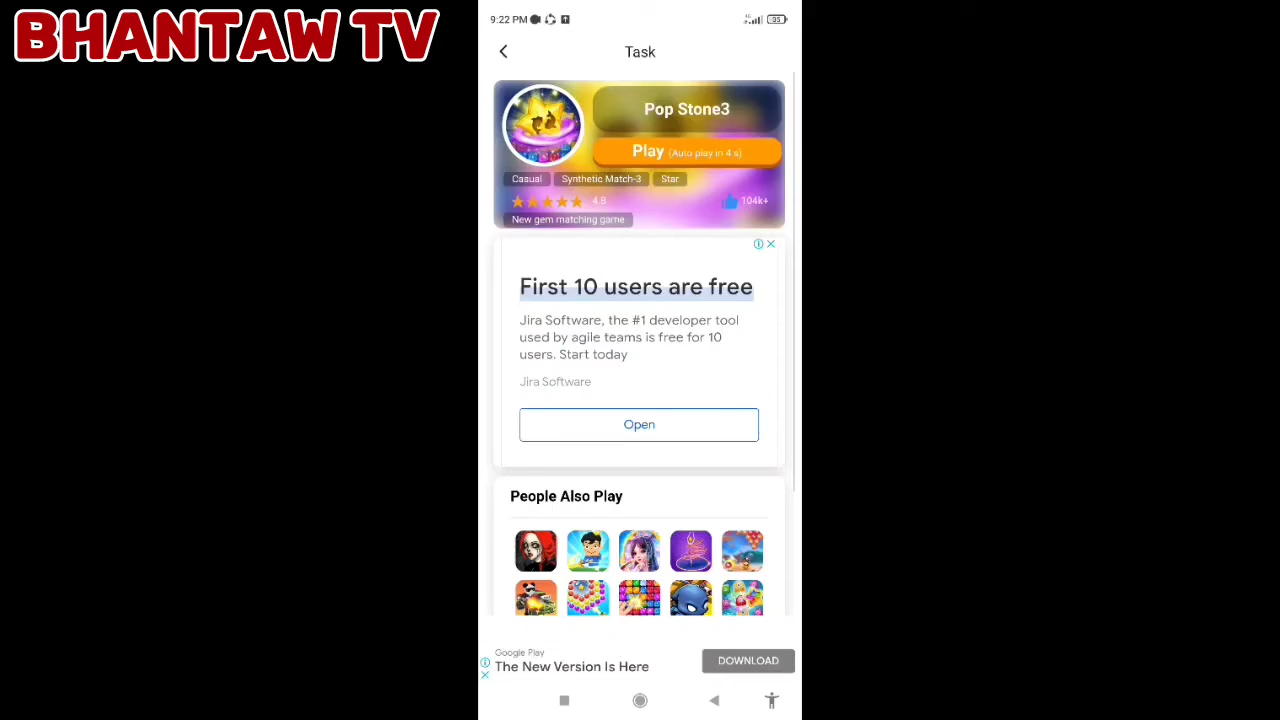 BHANTAW TV
9:22 PM
4G
35
Task
Pop Stone3
Play (Auto play in 4 s)
Casual
Synthetic Match-3
Star
4.8
104k+
New gem matching game
First 10 users are free
Jira Software, the #1 developer tool
used by agile teams is free for 10
users. Start today
Jira Software
Open
People Also Play
Google Play
The New Version Is Here
DOWNLOAD